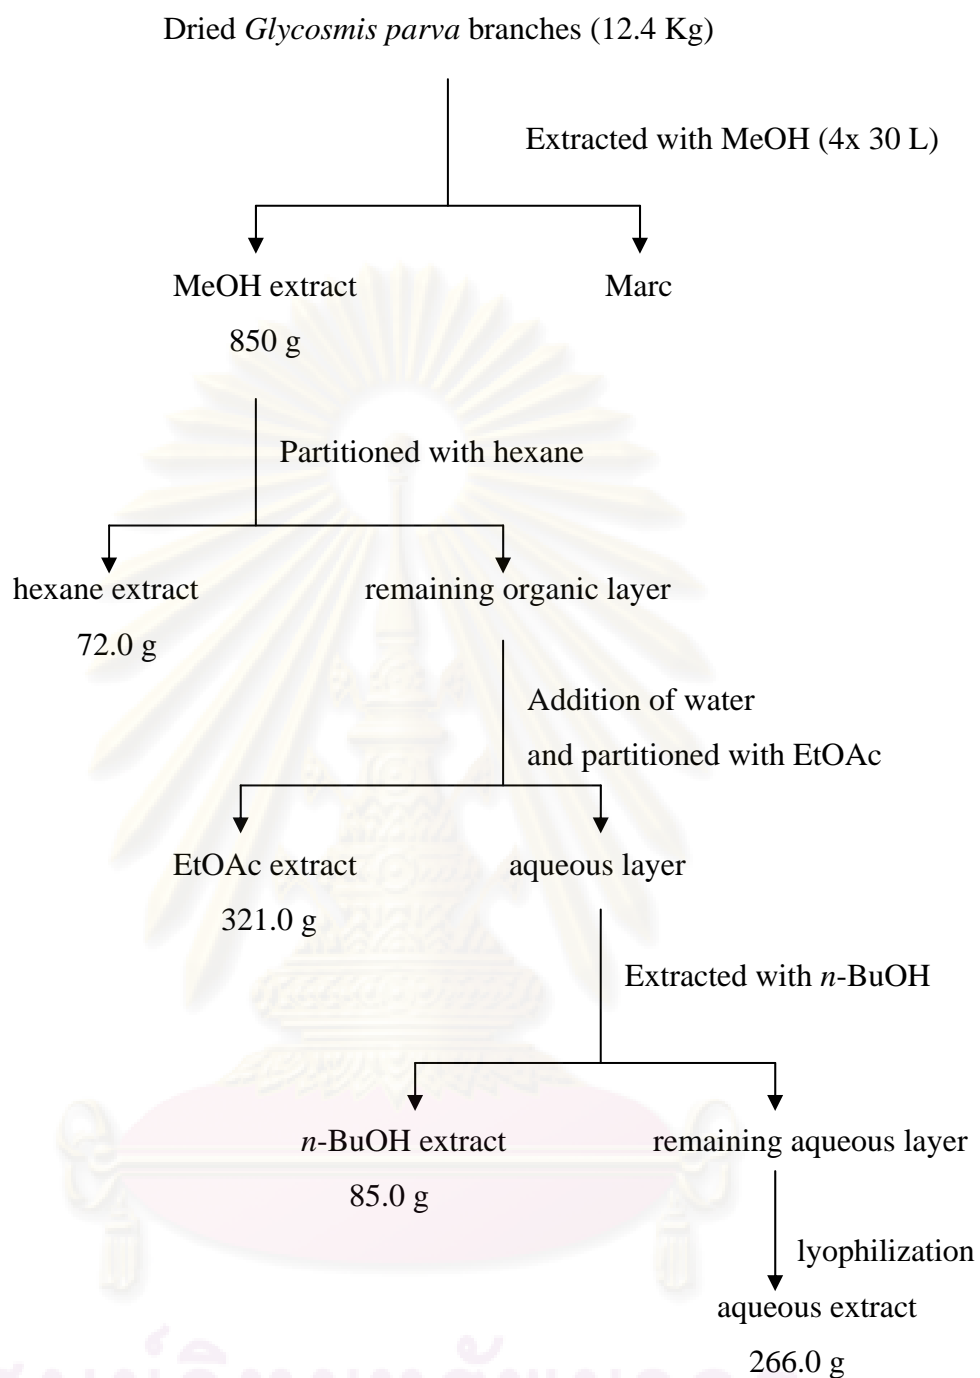 Dried Glycosmis parva branches (12.4 Kg)
Extracted with MeOH (4x 30 L)
MeOH extract
Marc
850 g
Partitioned with hexane
hexane extract
remaining organic layer
72.0 g
Addition of water
and partitioned with EtOAc
EtOAc extract
aqueous layer
321.0 g
Extracted with n-BuOH
n-BuOH extract
remaining aqueous layer
85.0 g
lyophilization
aqueous extract
266.0 g